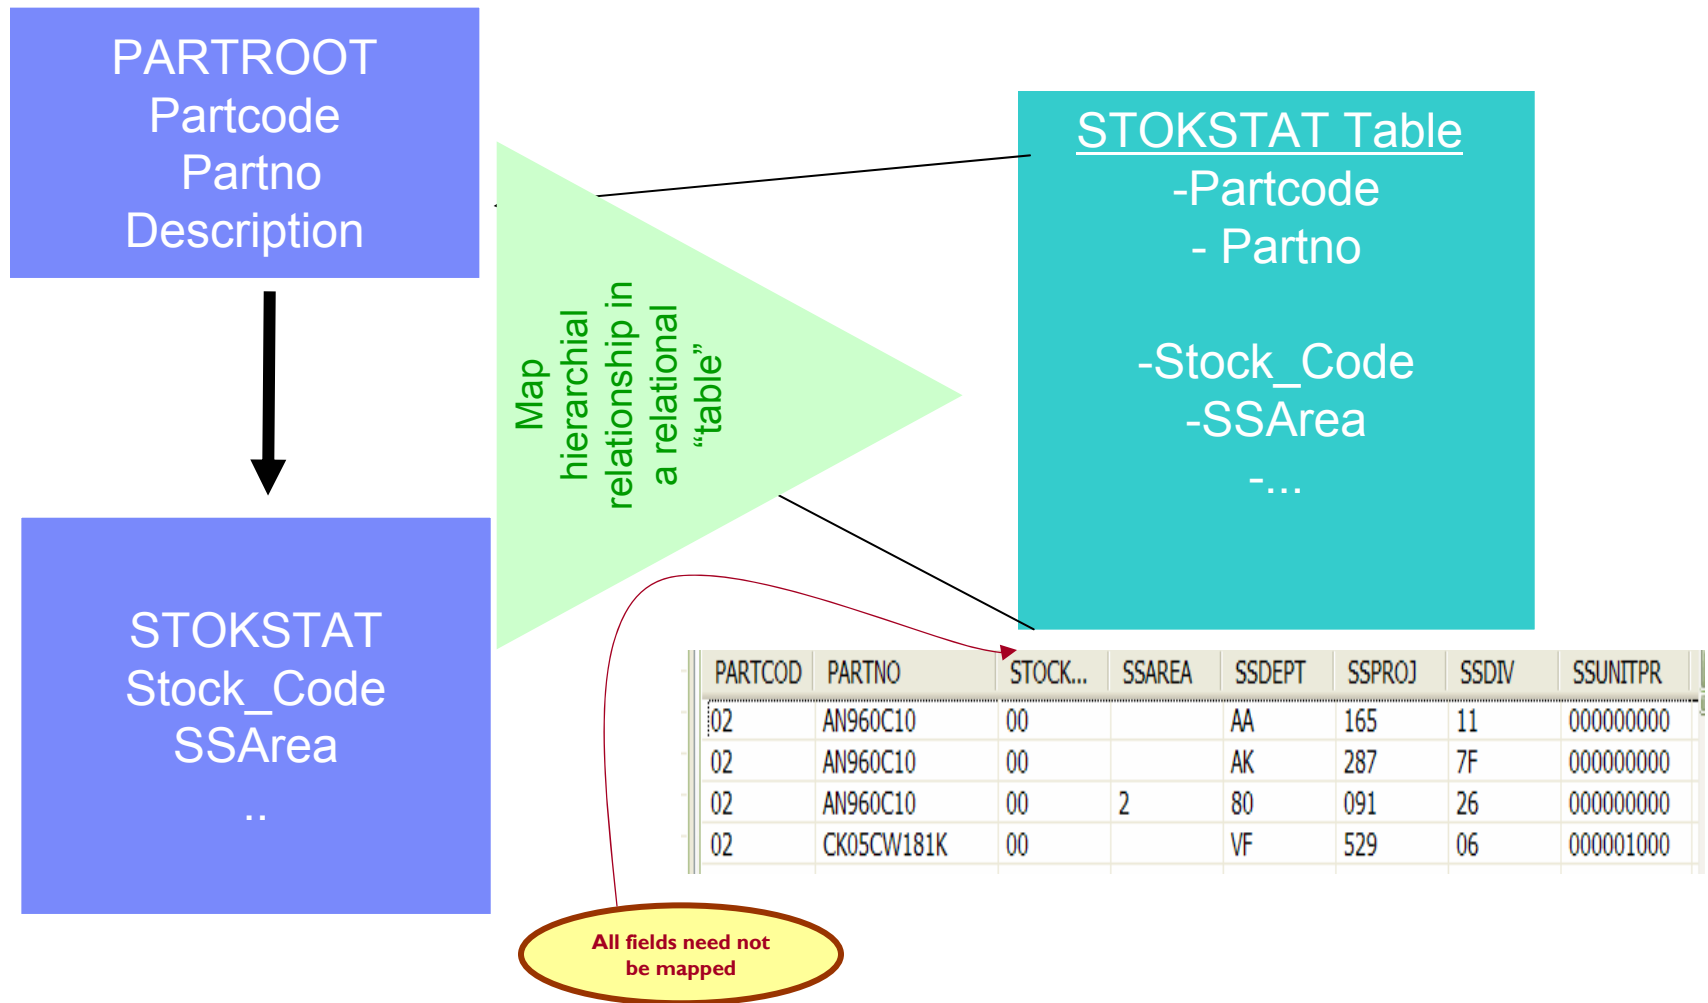 PARTROOT
Partcode
Partno
Description
STOKSTAT
Stock_Code
SSArea
..
Map
hierarchial
relationship in
a relational
“table”
STOKSTAT Table
-Partcode
- Partno
-Stock_Code
-SSArea
-...
PARTCOD PARTNO STOCK... SSAREA SSDEPT SSPROJ SSDIV SSUNITPR
02 AN960C10 00 AA 165 11 000000000
02 AN960C10 00 AK 287 7F 000000000
02 AN960C10 00 2 80 091 26 000000000
02 CK05CW181K 00 VF 529 06 000001000
All fields need not
be mapped